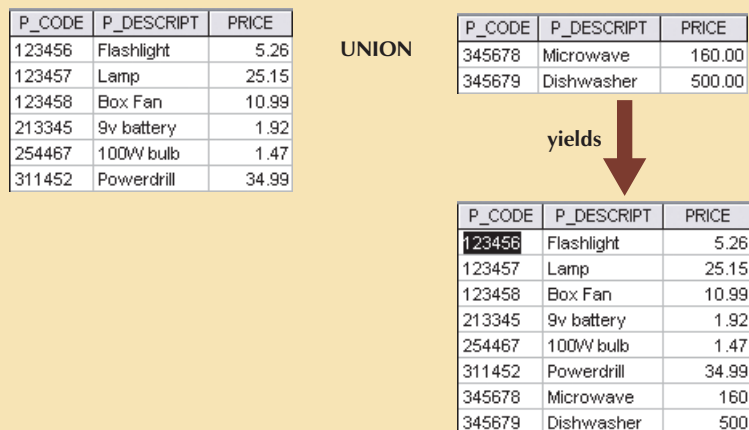 P_CODE P_DESCRIPT PRICE
123456 Flashlight 5.26
123457 Lamp 25.15
123458 Box Fan 10.99
213345 9v battery 1.92
254467 100W bulb 1.47
311452 Powerdrill 34.99
UNION
P_CODE P_DESCRIPT PRICE
345678 Microwave 160.00
345679 Dishwasher 500.00
yields
P_CODE P_DESCRIPT PRICE
123456 Flashlight 5.26
123457 Lamp 25.15
123458 Box Fan 10.99
213345 9v battery 1.92
254467 100W bulb 1.47
311452 Powerdrill 34.99
345678 Microwave 160
345679 Dishwasher 500